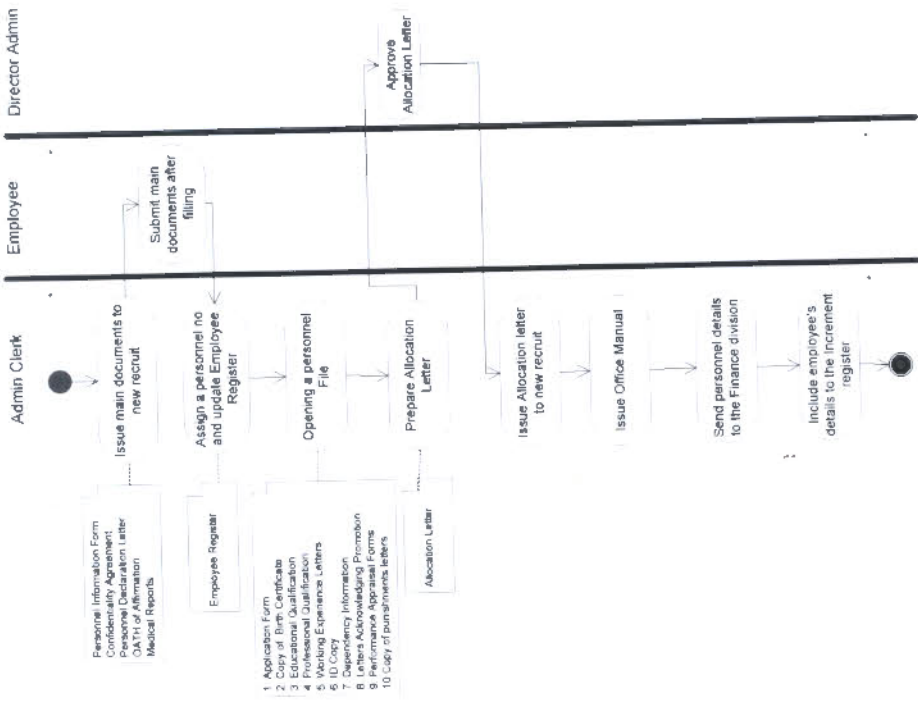 Admin Clerk
Employee
Director Admin
Issue main documents to
new recruit
Submit main
documents after
filling
Personnel Information Form
Confidentiality Agreement
Personnel Declaration Letter
OATH of Affirmation
Medical Reports
Assign a personnel no
and update Employee
Register
Employee Register
Opening a personnel
File
1 Application Form
2 Copy of Birth Certificate
3 Educational Qualification
4 Professional Qualification
5 Working Experience Letters
6 ID Copy
7 Dependency Information
8 Letters Acknowledging Promotion
9 Performance Appraisal Forms
10 Copy of punishments letters
Prepare Allocation
Letter
Allocation Letter
Approve
Allocation Letter
Issue Allocation letter
to new recruit
Issue Office Manual
Send personnel details
to the Finance division
Include employee's
details to the Increment
register